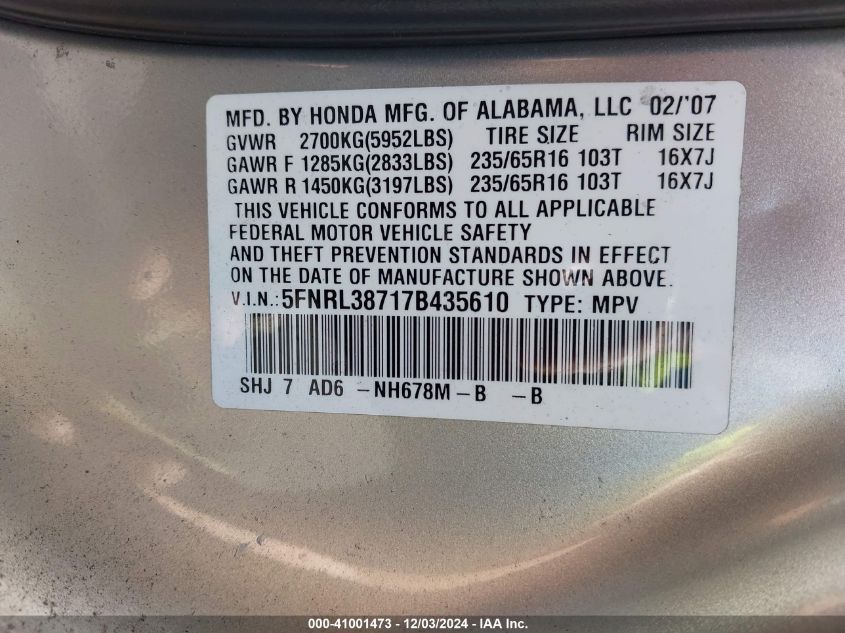 MFD. BY HONDA MFG. OF ALABAMA, LLC 02/'07
GVWR 2700KG(5952LBS) TIRE SIZE RIM SIZE
GAWR F 1285KG(2833LBS) 235/65R16 103T 16X7J
GAWR R 1450KG(3197LBS) 235/65R16 103T 16X7J
THIS VEHICLE CONFORMS TO ALL APPLICABLE
FEDERAL MOTOR VEHICLE SAFETY
AND THEFT PREVENTION STANDARDS IN EFFECT
ON THE DATE OF MANUFACTURE SHOWN ABOVE.
V.I.N.: 5FNRL38717B435610 TYPE: MPV
SHJ 7 AD6 -NH678M-B -B
000-41001473 - 12/03/2024 - IAA Inc.